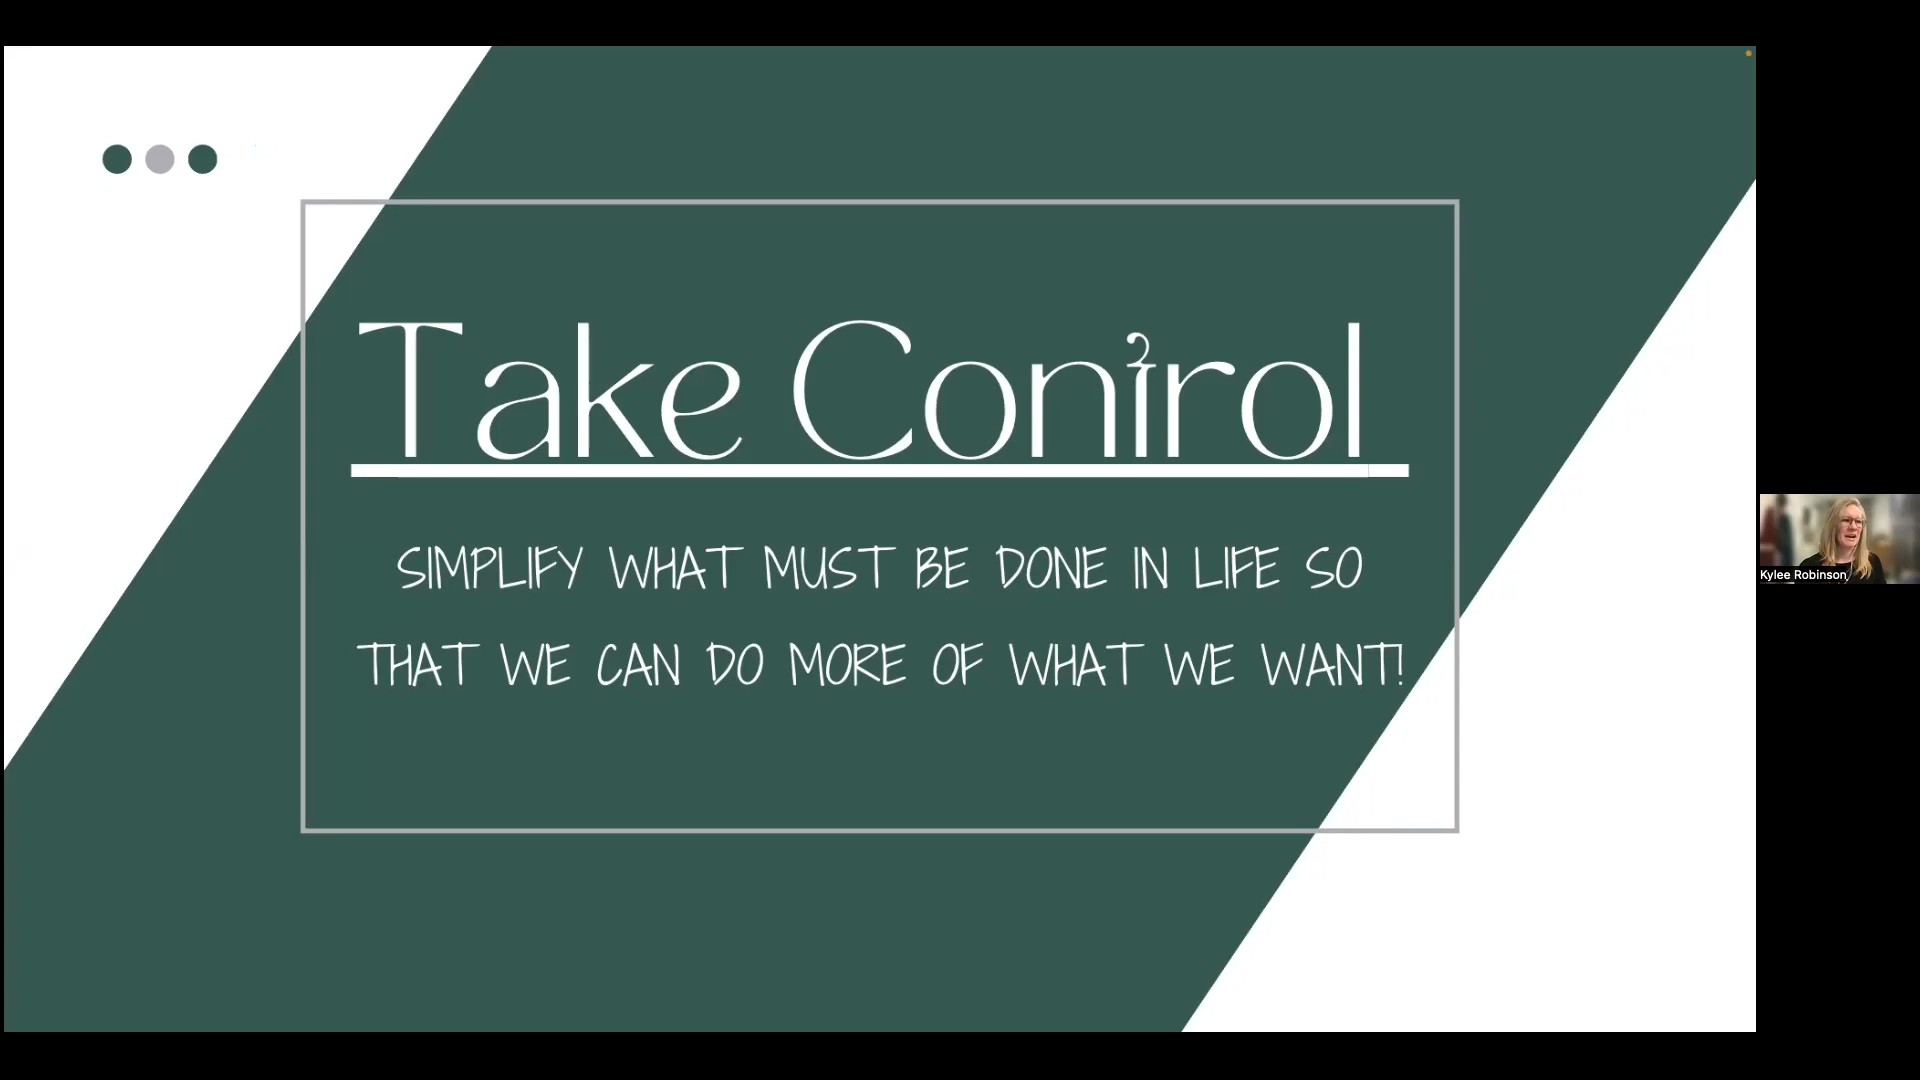 Take Control
SIMPLIFY WHAT MUST BE DONE IN LIFE SO
THAT WE CAN DO MORE OF WHAT WE WANT!
Kylee Robinson